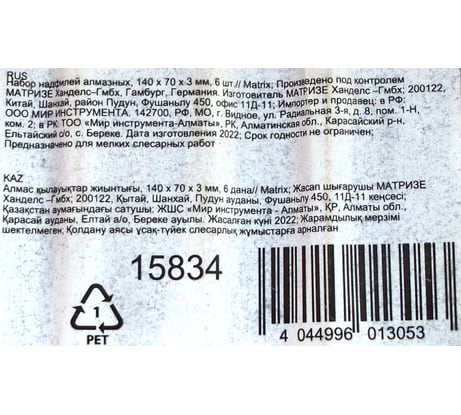 RUS
Набор надфилей алмазных, 140 х 70 х 3 мм, 6 шт.// Matrix; Произведено под контролем
МАТРИЗЕ Ханделс–Гмбх, Гамбург, Германия. Изготовитель МАТРИЗЕ Ханделс –Гмбх; 200122,
Китай, Шанхай, район Пудун, Фушаньлу 450, офис 11Д-11; Импортер и продавец: в РФ:
ООО МИР ИНСТРУМЕНТА. 142700, РФ, МО, г. Видное, ул. Радиальная 3-я, д. 8, пом. 1-Н,
ком. 2; в РК ТОО «Мир инструмента-Алматы», РК, Алматинская обл., Карасайский р-н,
Ельтайский с/о, с. Береке. Дата изготовления 2022; Срок годности не ограничен;
Предназначено для мелких слесарных работ
KAZ
Алмас қылауықтар жиынтығы, 140 х 70 х 3 мм, 6 дана// Matrix; Жасап шығарушы МАТРИЗЕ
Ханделс–Гмбх; 200122, Қытай, Шанхай, Пудун ауданы, Фушаньлу 450, 11Д-11 кеңсесі;
Қазақстан аумағындағы сатушы: ЖШС «Мир инструмента - Алматы», ҚР, Алматы обл.,
Қарасай ауданы, Елтай а/о, Береке ауылы. Жасалған күні 2022; Жарамдылық мерзімі
шектелмеген; Қолдану аясы ұсақ-түйек слесарлық жұмыстарға арналған
15834
1
PET
4 044996 013053